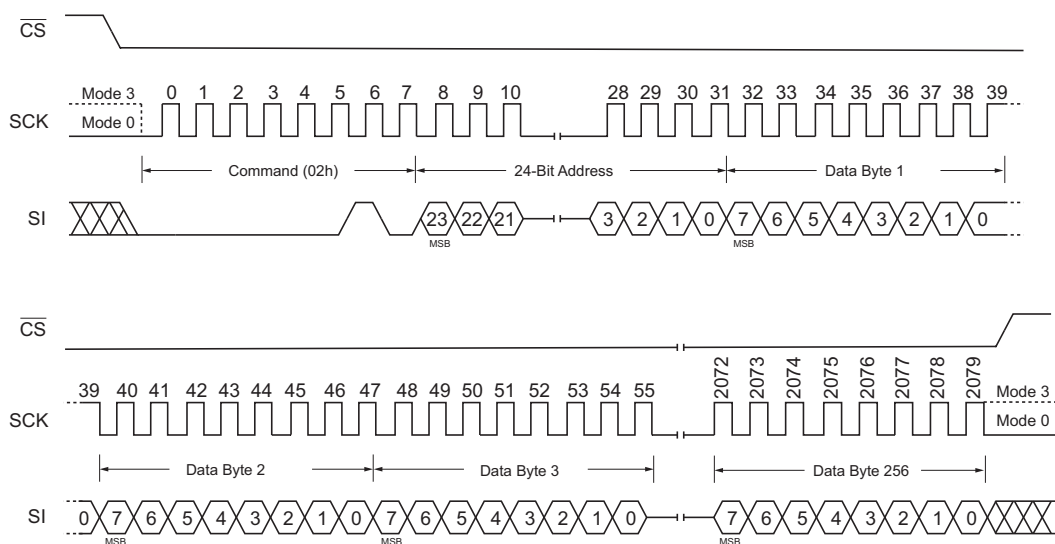 CS
Mode 3
0 1 2 3 4 5 6 7 8 9 10 28 29 30 31 32 33 34 35 36 37 38 39
SCK
Mode 0
Command (02h) 24-Bit Address Data Byte 1
SI
23 22 21 3 2 1 0 7 6 5 4 3 2 1 0
MSB MSB
CS
39 40 41 42 43 44 45 46 47 48 49 50 51 52 53 54 55 2072 2073 2074 2075 2076 2077 2078 2079
Mode 3
SCK
Mode 0
Data Byte 2 Data Byte 3 Data Byte 256
SI
0 7 6 5 4 3 2 1 0 7 6 5 4 3 2 1 0 7 6 5 4 3 2 1 0
MSB MSB MSB